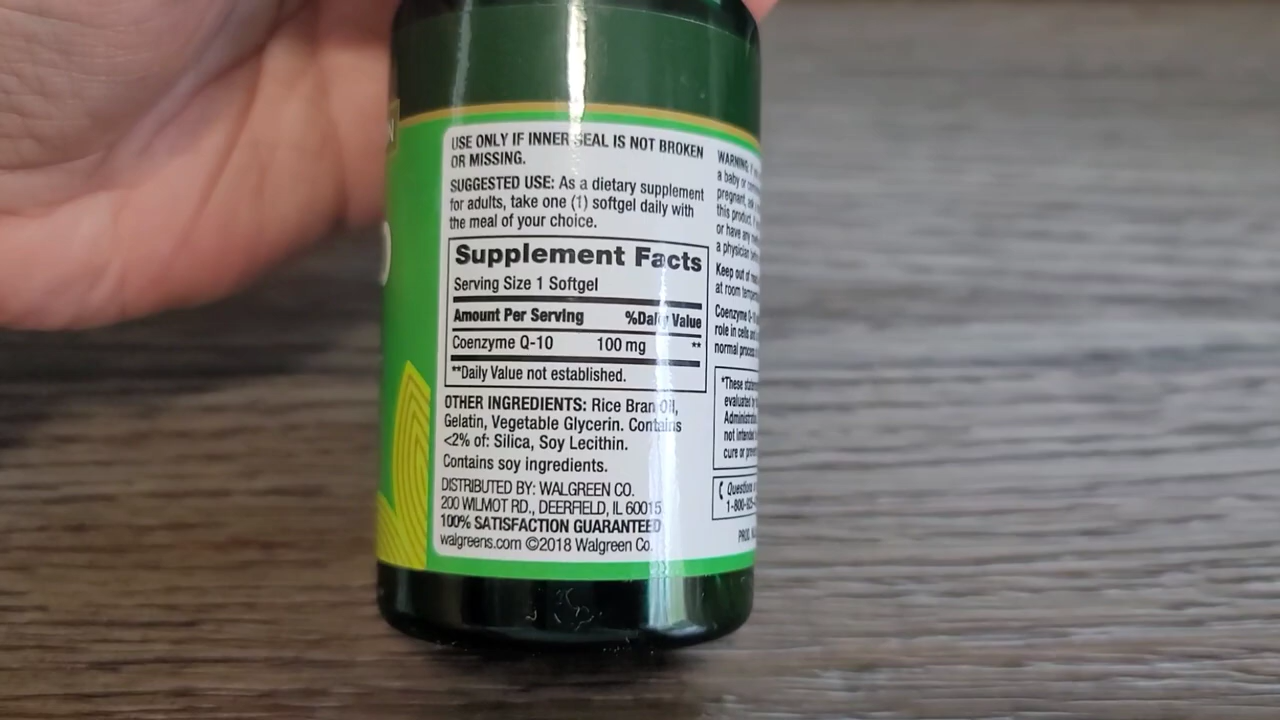 USE ONLY IF INNER SEAL IS NOT BROKEN
OR MISSING.
SUGGESTED USE: As a dietary supplement
for adults, take one (1) softgel daily with
the meal of your choice.
Supplement Facts
Serving Size 1 Softgel
Amount Per Serving %Daily Value
Coenzyme Q-10 100 mg **
**Daily Value not established.
OTHER INGREDIENTS: Rice Bran Oil,
Gelatin, Vegetable Glycerin. Contains
<2% of: Silica, Soy Lecithin.
Contains soy ingredients.
DISTRIBUTED BY: WALGREEN CO.
200 WILMOT RD., DEERFIELD, IL 60015
100% SATISFACTION GUARANTEED
walgreens.com ©2018 Walgreen Co.
WARNING:
a baby or
pregnant,
this product.
or have any
a physician
Keep out of
at room
Coenzyme Q-10
role in cells and
normal
*These
evaluated
not
cure or
Questions